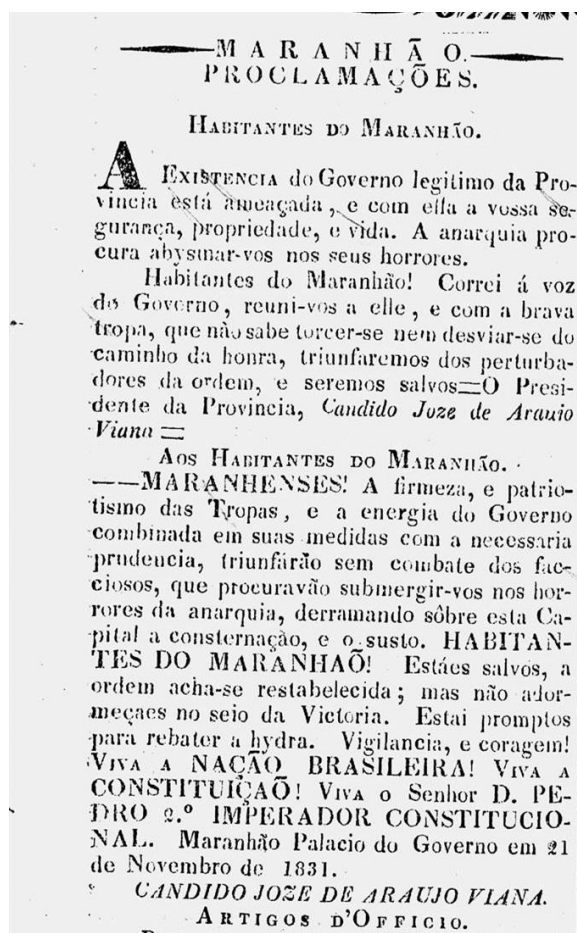 MARANHÃO.
PROCLAMAÇÕES.
HABITANTES DO MARANHÃO.
A EXISTENCIA do Governo legitimo da Pro-
vincia está ameaçada, e com ella a vossa se-
gurança, propriedade, e vida. A anarquia pro-
cura abysmar-vos nos seus horrores.
Habitantes do Maranhão! Correi á voz
do Governo, reuni-vos a elle, e com a brava
tropa, que não sabe torcer-se nem desviar-se do
caminho da honra, triunfaremos dos perturba-
dores da ordem, e seremos salvos=O Presi-
dente da Provincia, Candido Joze de Arauio
Viana =
AOS HABITANTES DO MARANHÃO.
——MARANHENSES! A firmeza, e patrio-
tismo das Tropas, e a energia do Governo
combinada em suas medidas com a necessaria
prudencia, triunfárão sem combate dos fac-
ciosos, que procuravão submergir-vos nos hor-
rores da anarquia, derramando sôbre esta Ca-
pital a consternação, e o susto. HABITAN-
TES DO MARANHAÕ! Estáes salvos, a
ordem acha-se restabelecida; mas não ador-
meçaes no seio da Victoria. Estai promptos
para rebater a hydra. Vigilancia, e coragem!
VIVA A NAÇÃO BRASILEIRA! VIVA A
CONSTITUIÇAÕ! VIVA o Senhor D. PE-
DRO 2.º IMPERADOR CONSTITUCIO-
NAL. Maranhão Palacio do Governo em 21
de Novembro de 1831.
CANDIDO JOZE DE ARAUJO VIANA.
ARTIGOS D'OFFICIO.